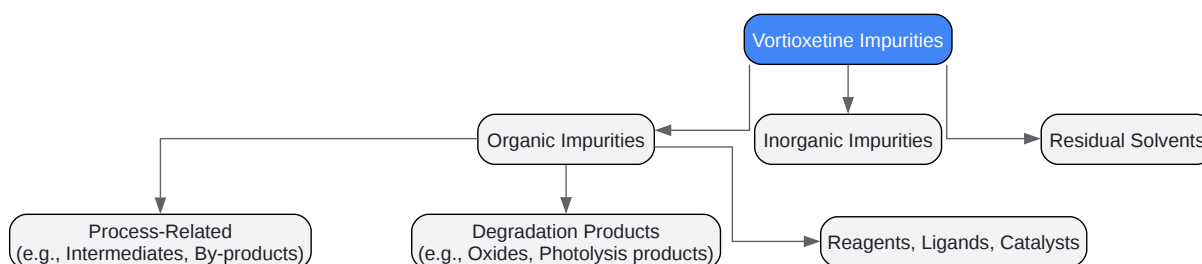 Vortioxetine Impurities
Organic Impurities
Inorganic Impurities
Residual Solvents
Process-Related
(e.g., Intermediates, By-products)
Degradation Products
(e.g., Oxides, Photolysis products)
Reagents, Ligands, Catalysts